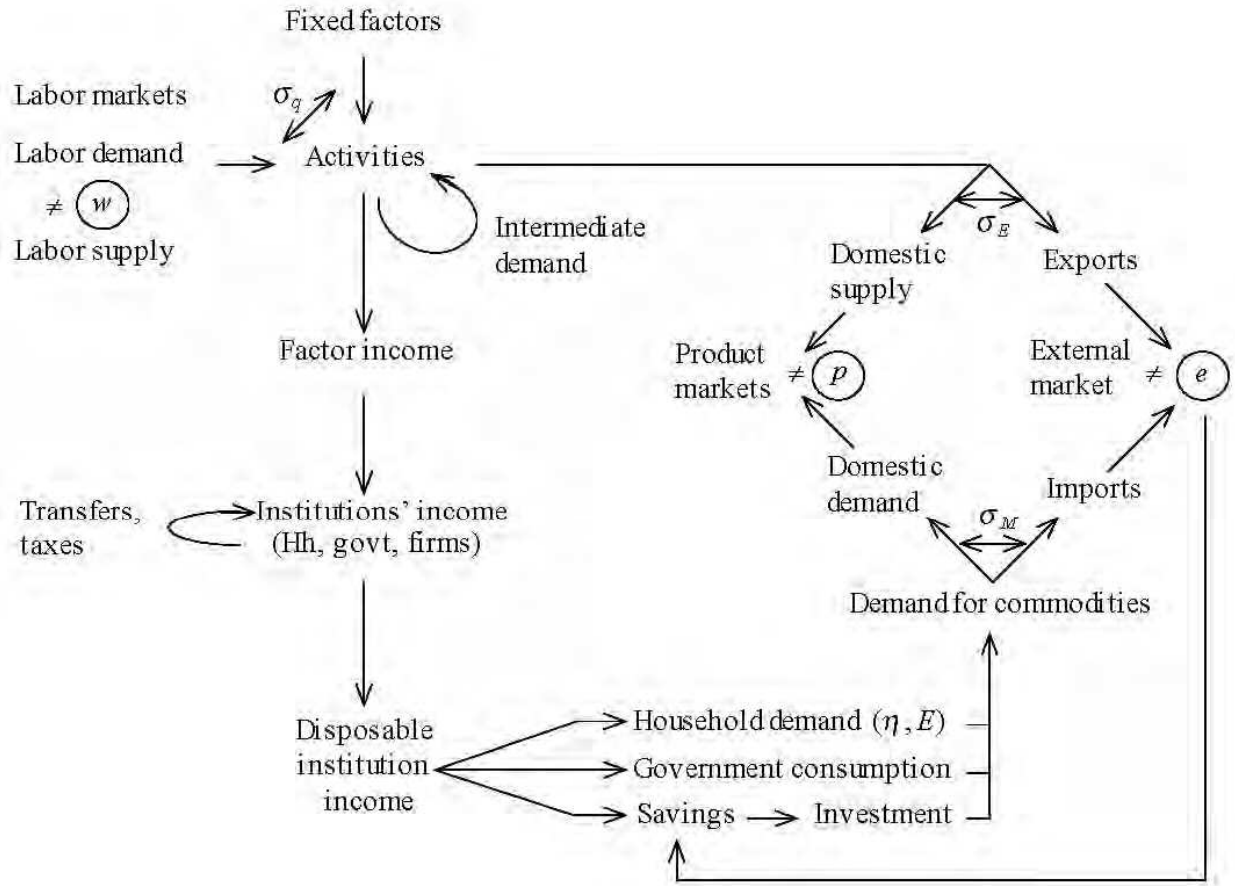 Fixed factors
Labor markets
σq
Labor demand
Activities
≠ w
Labor supply
Intermediate
demand
σE
Domestic
supply
Exports
Factor income
Product
markets
≠ p
External
market
≠ e
Domestic
demand
Imports
σM
Transfers,
taxes
Institutions' income
(Hh, govt, firms)
Demand for commodities
Disposable
institution
income
Household demand (η, E)
Government consumption
Savings
Investment